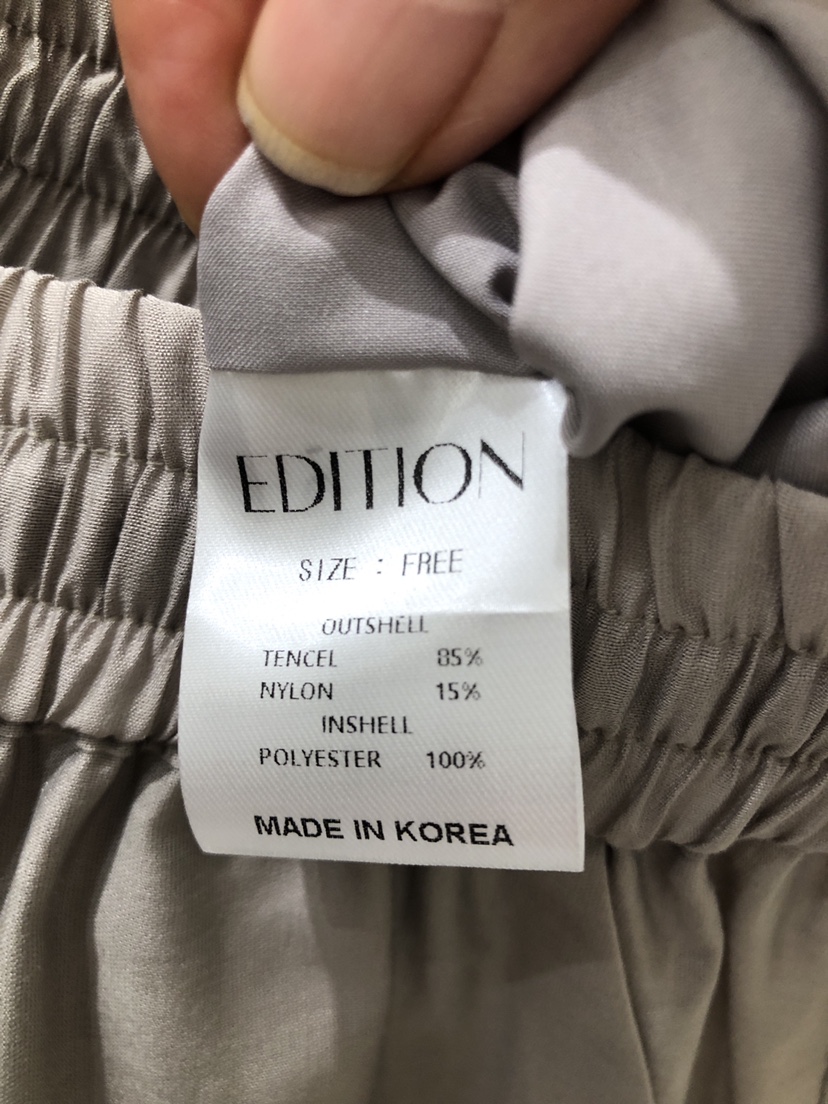 EDITION
SIZE : FREE
OUTSHELL
TENCEL 85%
NYLON 15%
INSHELL
POLYESTER 100%
MADE IN KOREA